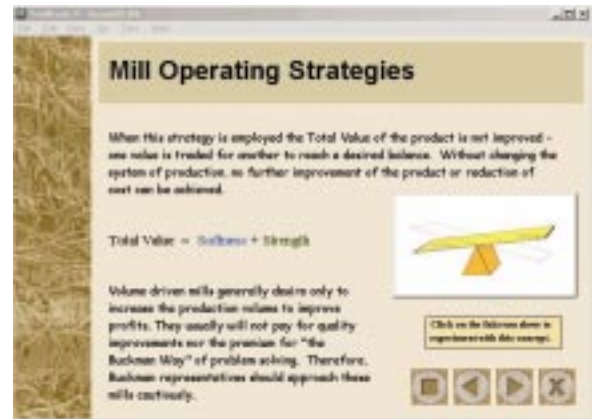 Mill Operating Strategies
When this strategy is employed the Total Value of the product is not improved –
one value is traded for another to reach a desired balance. Without changing the
system of production, no further improvement of the product or reduction of
cost can be achieved.
Total Value = Softness + Strength
Volume driven mills generally desire only to
increase the production volume to improve
profits. They usually will not pay for quality
improvements nor the premium for "the
Buckman Way" of problem solving. Therefore,
Buckman representatives should approach these
mills cautiously.
Click on the fulcrum above to
experiment with this concept.